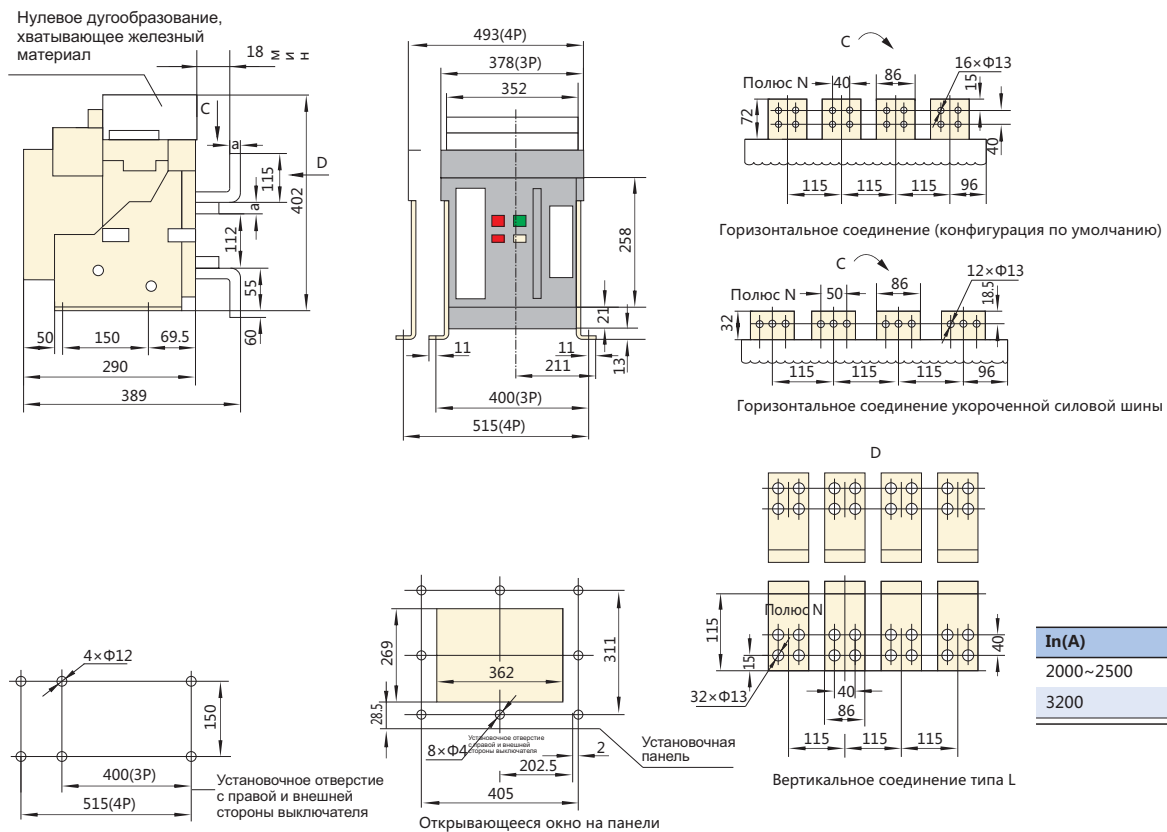 Нулевое дугообразование,
хватывающее железный
материал
18
м и н
C
a
115
D
402
a
112
55
60
50
150
69.5
290
389
493(4P)
378(3P)
352
258
21
11
11
13
211
400(3P)
515(4P)
C
16×Φ13
Полюс N
40
86
15
72
40
115
115
115
96
Горизонтальное соединение (конфигурация по умолчанию)
C
12×Φ13
Полюс N
50
86
18.5
32
115
115
115
96
Горизонтальное соединение укороченной силовой шины
D
Полюс N
115
15
40
32×Φ13
40
86
115
115
115
Вертикальное соединение типа L
4×Φ12
150
400(3P)
515(4P)
Установочное отверстие
с правой и внешней
стороны выключателя
269
362
311
28.5
8×Φ4
Установочное отверстие
с правой и внешней
стороны выключателя
2
Установочная
панель
202.5
405
Открывающееся окно на панели
In(A)
2000~2500
3200